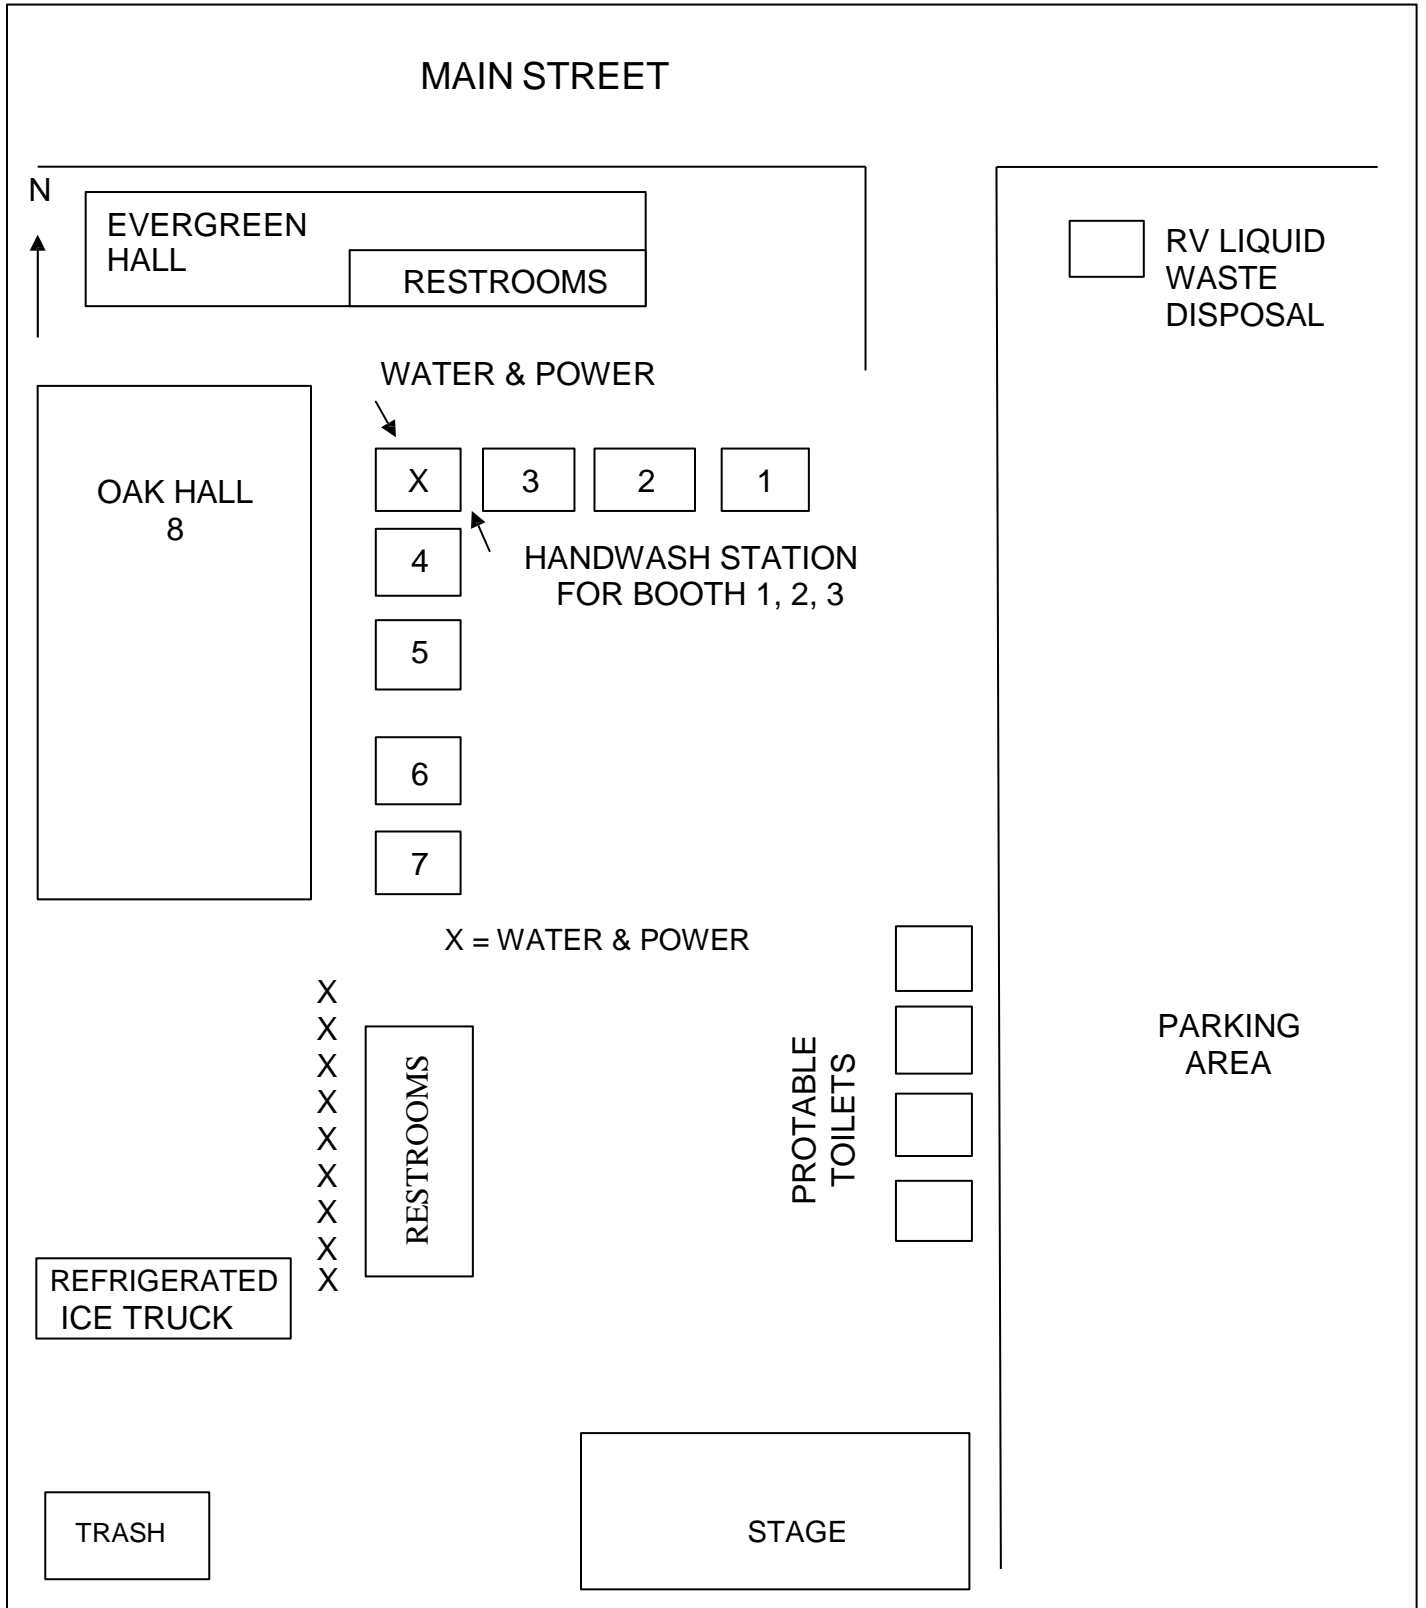 MAIN STREET
N
EVERGREEN
HALL
RESTROOMS
RV LIQUID
WASTE
DISPOSAL
WATER & POWER
OAK HALL
8
X
3
2
1
HANDWASH STATION
FOR BOOTH 1, 2, 3
4
5
6
7
X = WATER & POWER
X
X
X
X
X
X
X
X
X
RESTROOMS
PROTABLE
TOILETS
PARKING
AREA
REFRIGERATED
ICE TRUCK
TRASH
STAGE